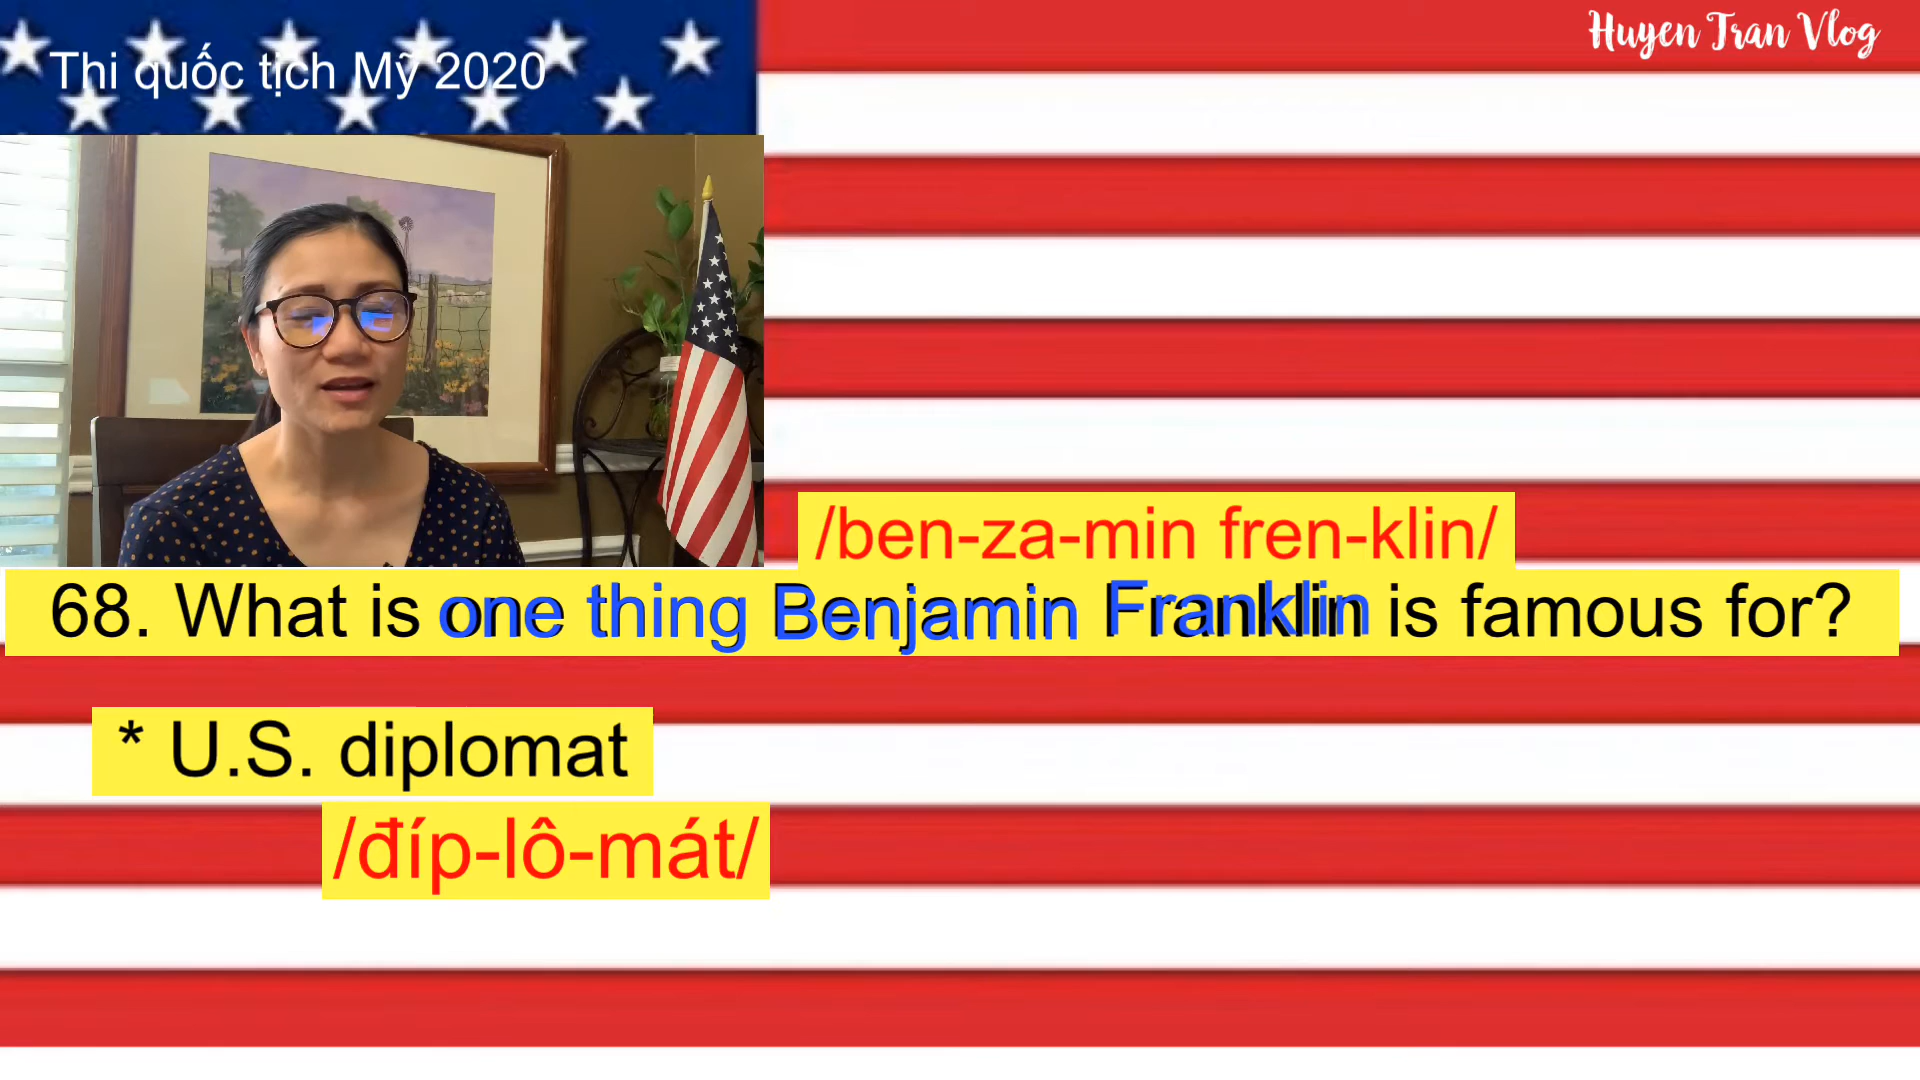 Huyen Tran Vlog
Thi quốc tịch Mỹ 2020
/ben-za-min fren-klin/
68. What is one thing Benjamin Franklin is famous for?
* U.S. diplomat
/đíp-lô-mát/